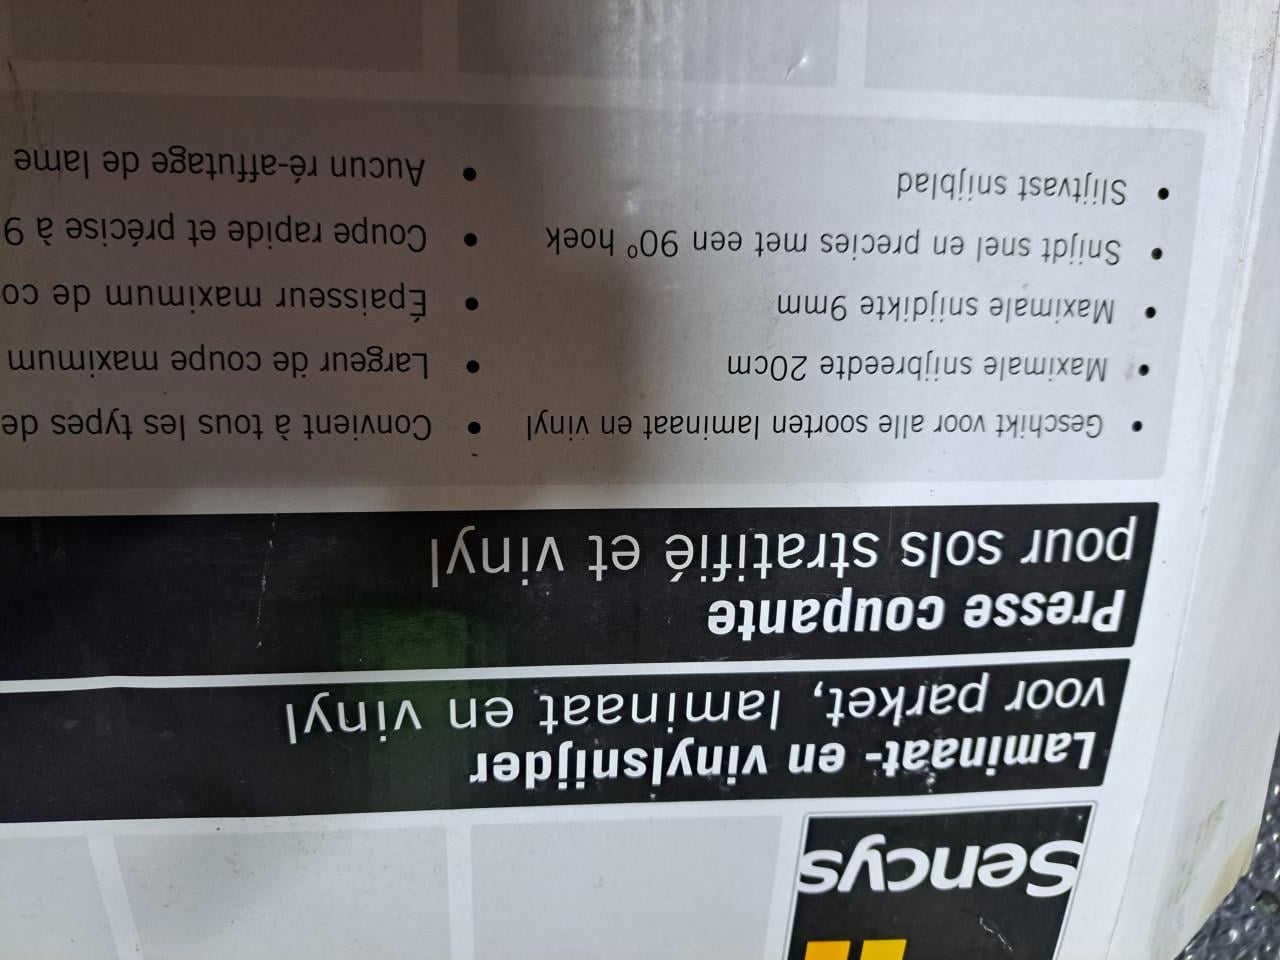 Sencys
Laminaat- en vinylsnijder
voor parket, laminaat en vinyl
Presse coupante
pour sols stratifié et vinyl
• Geschikt voor alle soorten laminaat en vinyl
• Maximale snijbreedte 20cm
• Maximale snijdikte 9mm
• Snijdt snel en precies met een 90° hoek
• Slijtvast snijblad
• Convient à tous les types de
• Largeur de coupe maximum
• Épaisseur maximum de co
• Coupe rapide et précise à 9
• Aucun ré-affutage de lame